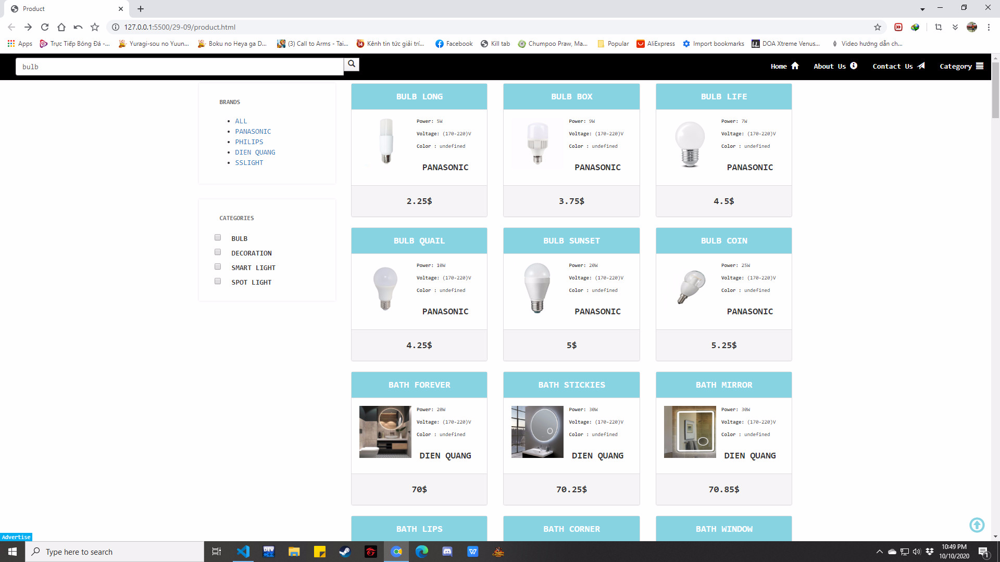 Product
127.0.0.1:5500/29-09/product.html
Apps
Trực Tiếp Bóng Đá -...
Yuragi-sou no Yuun...
Boku no Heya ga D...
(3) Call to Arms - Tai...
Kênh tin tức giải trí...
Facebook
Kill tab
Chumpoo Praw, Ma...
Popular
AliExpress
Import bookmarks
DOA Xtreme Venus...
Video hướng dẫn ch...
bulb
Home
About Us
Contact Us
Category
BRANDS
ALL
PANASONIC
PHILIPS
DIEN QUANG
SSLIGHT
CATEGORIES
BULB
DECORATION
SMART LIGHT
SPOT LIGHT
BULB LONG
Power: 5W
Voltage: (170-220)V
Color : undefined
PANASONIC
2.25$
BULB BOX
Power: 9W
Voltage: (170-220)V
Color : undefined
PANASONIC
3.75$
BULB LIFE
Power: 7W
Voltage: (170-220)V
Color : undefined
PANASONIC
4.5$
BULB QUAIL
Power: 10W
Voltage: (170-220)V
Color : undefined
PANASONIC
4.25$
BULB SUNSET
Power: 20W
Voltage: (170-220)V
Color : undefined
PANASONIC
5$
BULB COIN
Power: 25W
Voltage: (170-220)V
Color : undefined
PANASONIC
5.25$
BATH FOREVER
Power: 20W
Voltage: (170-220)V
Color : undefined
DIEN QUANG
70$
BATH STICKIES
Power: 30W
Voltage: (170-220)V
Color : undefined
DIEN QUANG
70.25$
BATH MIRROR
Power: 30W
Voltage: (170-220)V
Color : undefined
DIEN QUANG
70.85$
BATH LIPS
BATH CORNER
BATH WINDOW
Advertise
Type here to search
DEV
10:49 PM
10/10/2020
1